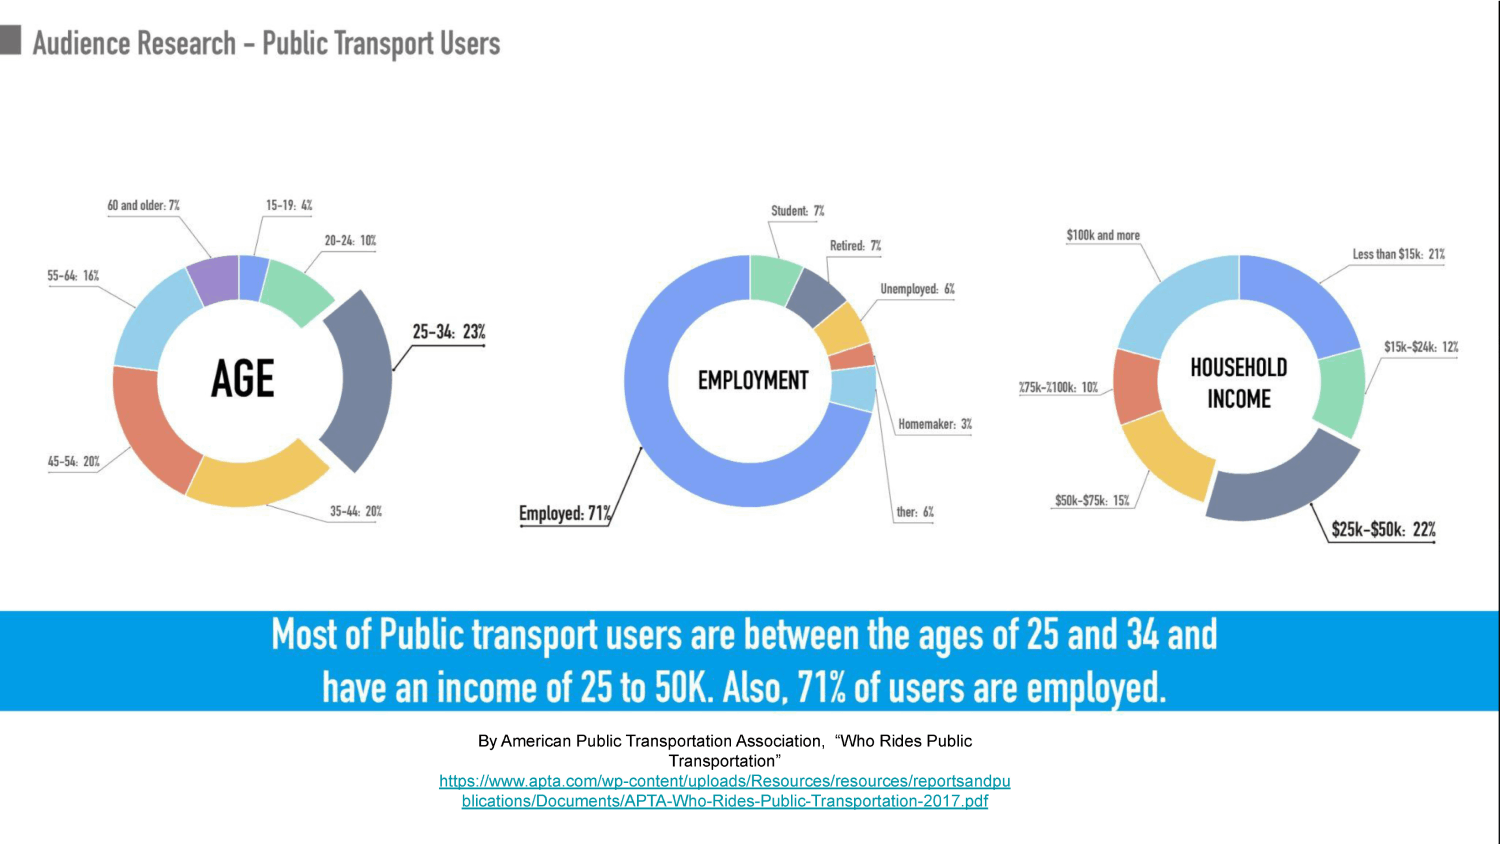 Audience Research - Public Transport Users
60 and older: 7%
15-19: 4%
20-24: 10%
55-64: 16%
25-34: 23%
AGE
45-54: 20%
35-44: 20%
Student: 7%
Retired: 7%
Unemployed: 6%
EMPLOYMENT
Homemaker: 3%
Employed: 71%
ther: 6%
$100k and more
Less than $15k: 21%
$15k-$24k: 12%
HOUSEHOLD
INCOME
%75k-%100k: 10%
$50k-$75k: 15%
$25k-$50k: 22%
Most of Public transport users are between the ages of 25 and 34 and
have an income of 25 to 50K. Also, 71% of users are employed.
By American Public Transportation Association, “Who Rides Public
Transportation”
https://www.apta.com/wp-content/uploads/Resources/resources/reportsandpu
blications/Documents/APTA-Who-Rides-Public-Transportation-2017.pdf